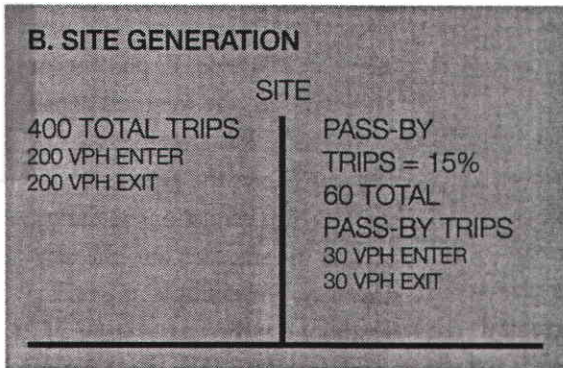 B. SITE GENERATION
SITE
400 TOTAL TRIPS
200 VPH ENTER
200 VPH EXIT
PASS-BY
TRIPS = 15%
60 TOTAL
PASS-BY TRIPS
30 VPH ENTER
30 VPH EXIT